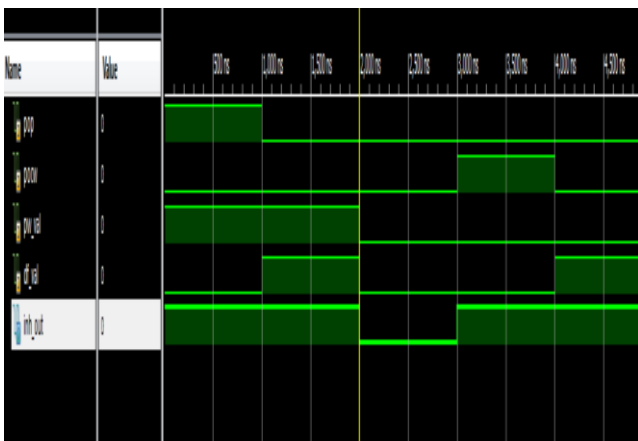 Name
Value
500 ns
1,000 ns
1,500 ns
2,000 ns
2,500 ns
3,000 ns
3,500 ns
4,000 ns
4,500 ns
pop
0
pocw
0
pw_val
0
df_val
0
inh_out
0